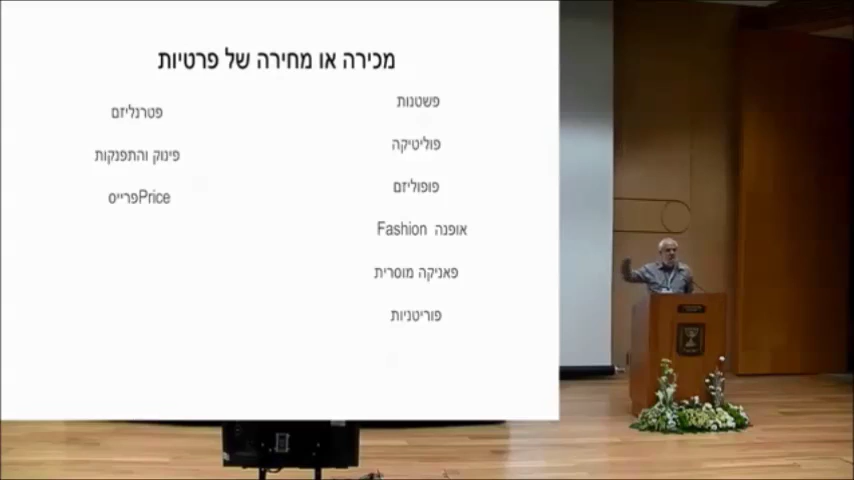 מכירה או מחירה של פרטיות
פשטנות
פוליטיקה
פופוליזם
אופנה Fashion
פאניקה מוסרית
פוריטניות
פטרנליזם
פינוק והתפנקות
Priceפרייס